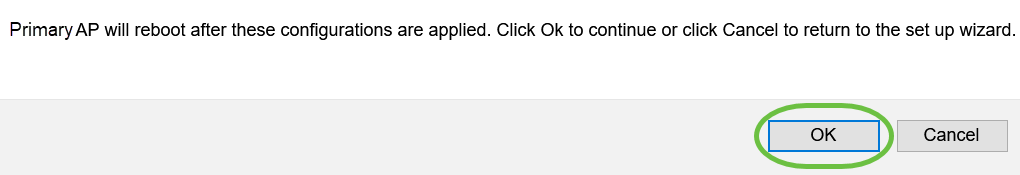 Primary AP will reboot after these configurations are applied. Click Ok to continue or click Cancel to return to the set up wizard.
OK Cancel